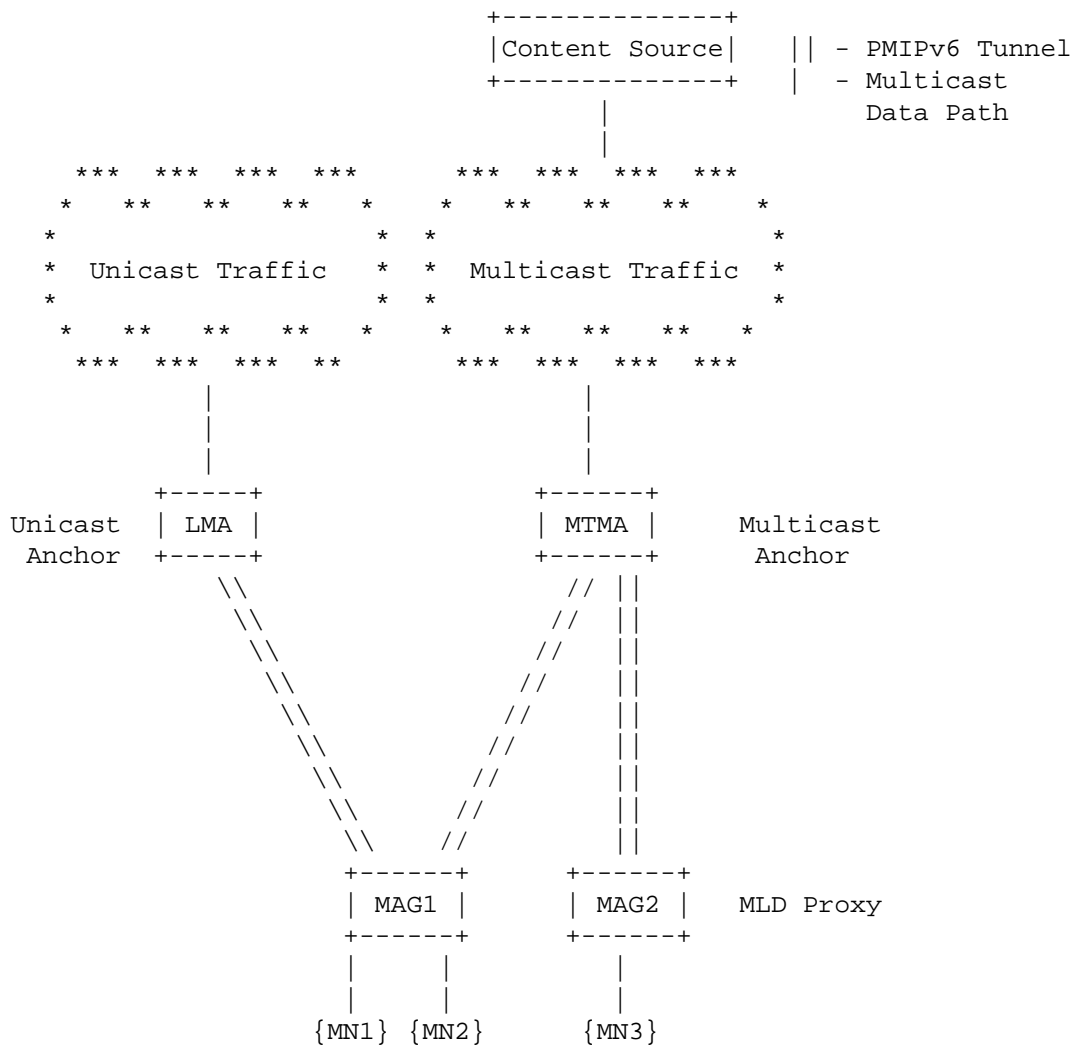 Content Source || - PMIPv6 Tunnel
| - Multicast
Data Path
Unicast Traffic Multicast Traffic
Unicast LMA MTMA Multicast
Anchor Anchor
MAG1 MAG2 MLD Proxy
{MN1} {MN2} {MN3}